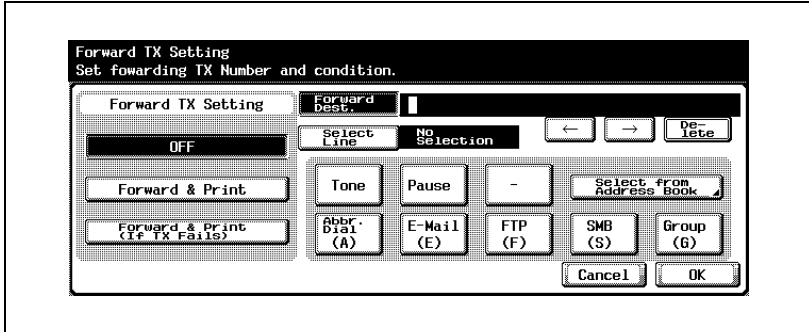 Forward TX Setting
Set fowarding TX Number and condition.
Forward TX Setting
OFF
Forward & Print
Forward & Print
(If TX Fails)
Forward
Dest.
Select
Line
No
Selection
←
→
De-
lete
Tone
Pause
-
Select from
Address Book
Abbr.
Dial
(A)
E-Mail
(E)
FTP
(F)
SMB
(S)
Group
(G)
Cancel
OK